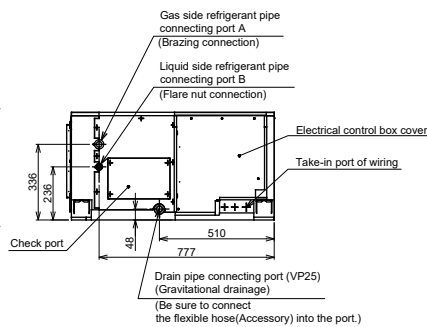 Gas side refrigerant pipe
connecting port A
(Brazing connection)
Liquid side refrigerant pipe
connecting port B
(Flare nut connection)
Electrical control box cover
Take-in port of wiring
336
236
48
510
777
Check port
Drain pipe connecting port (VP25)
(Gravitational drainage)
(Be sure to connect
the flexible hose(Accessory) into the port.)